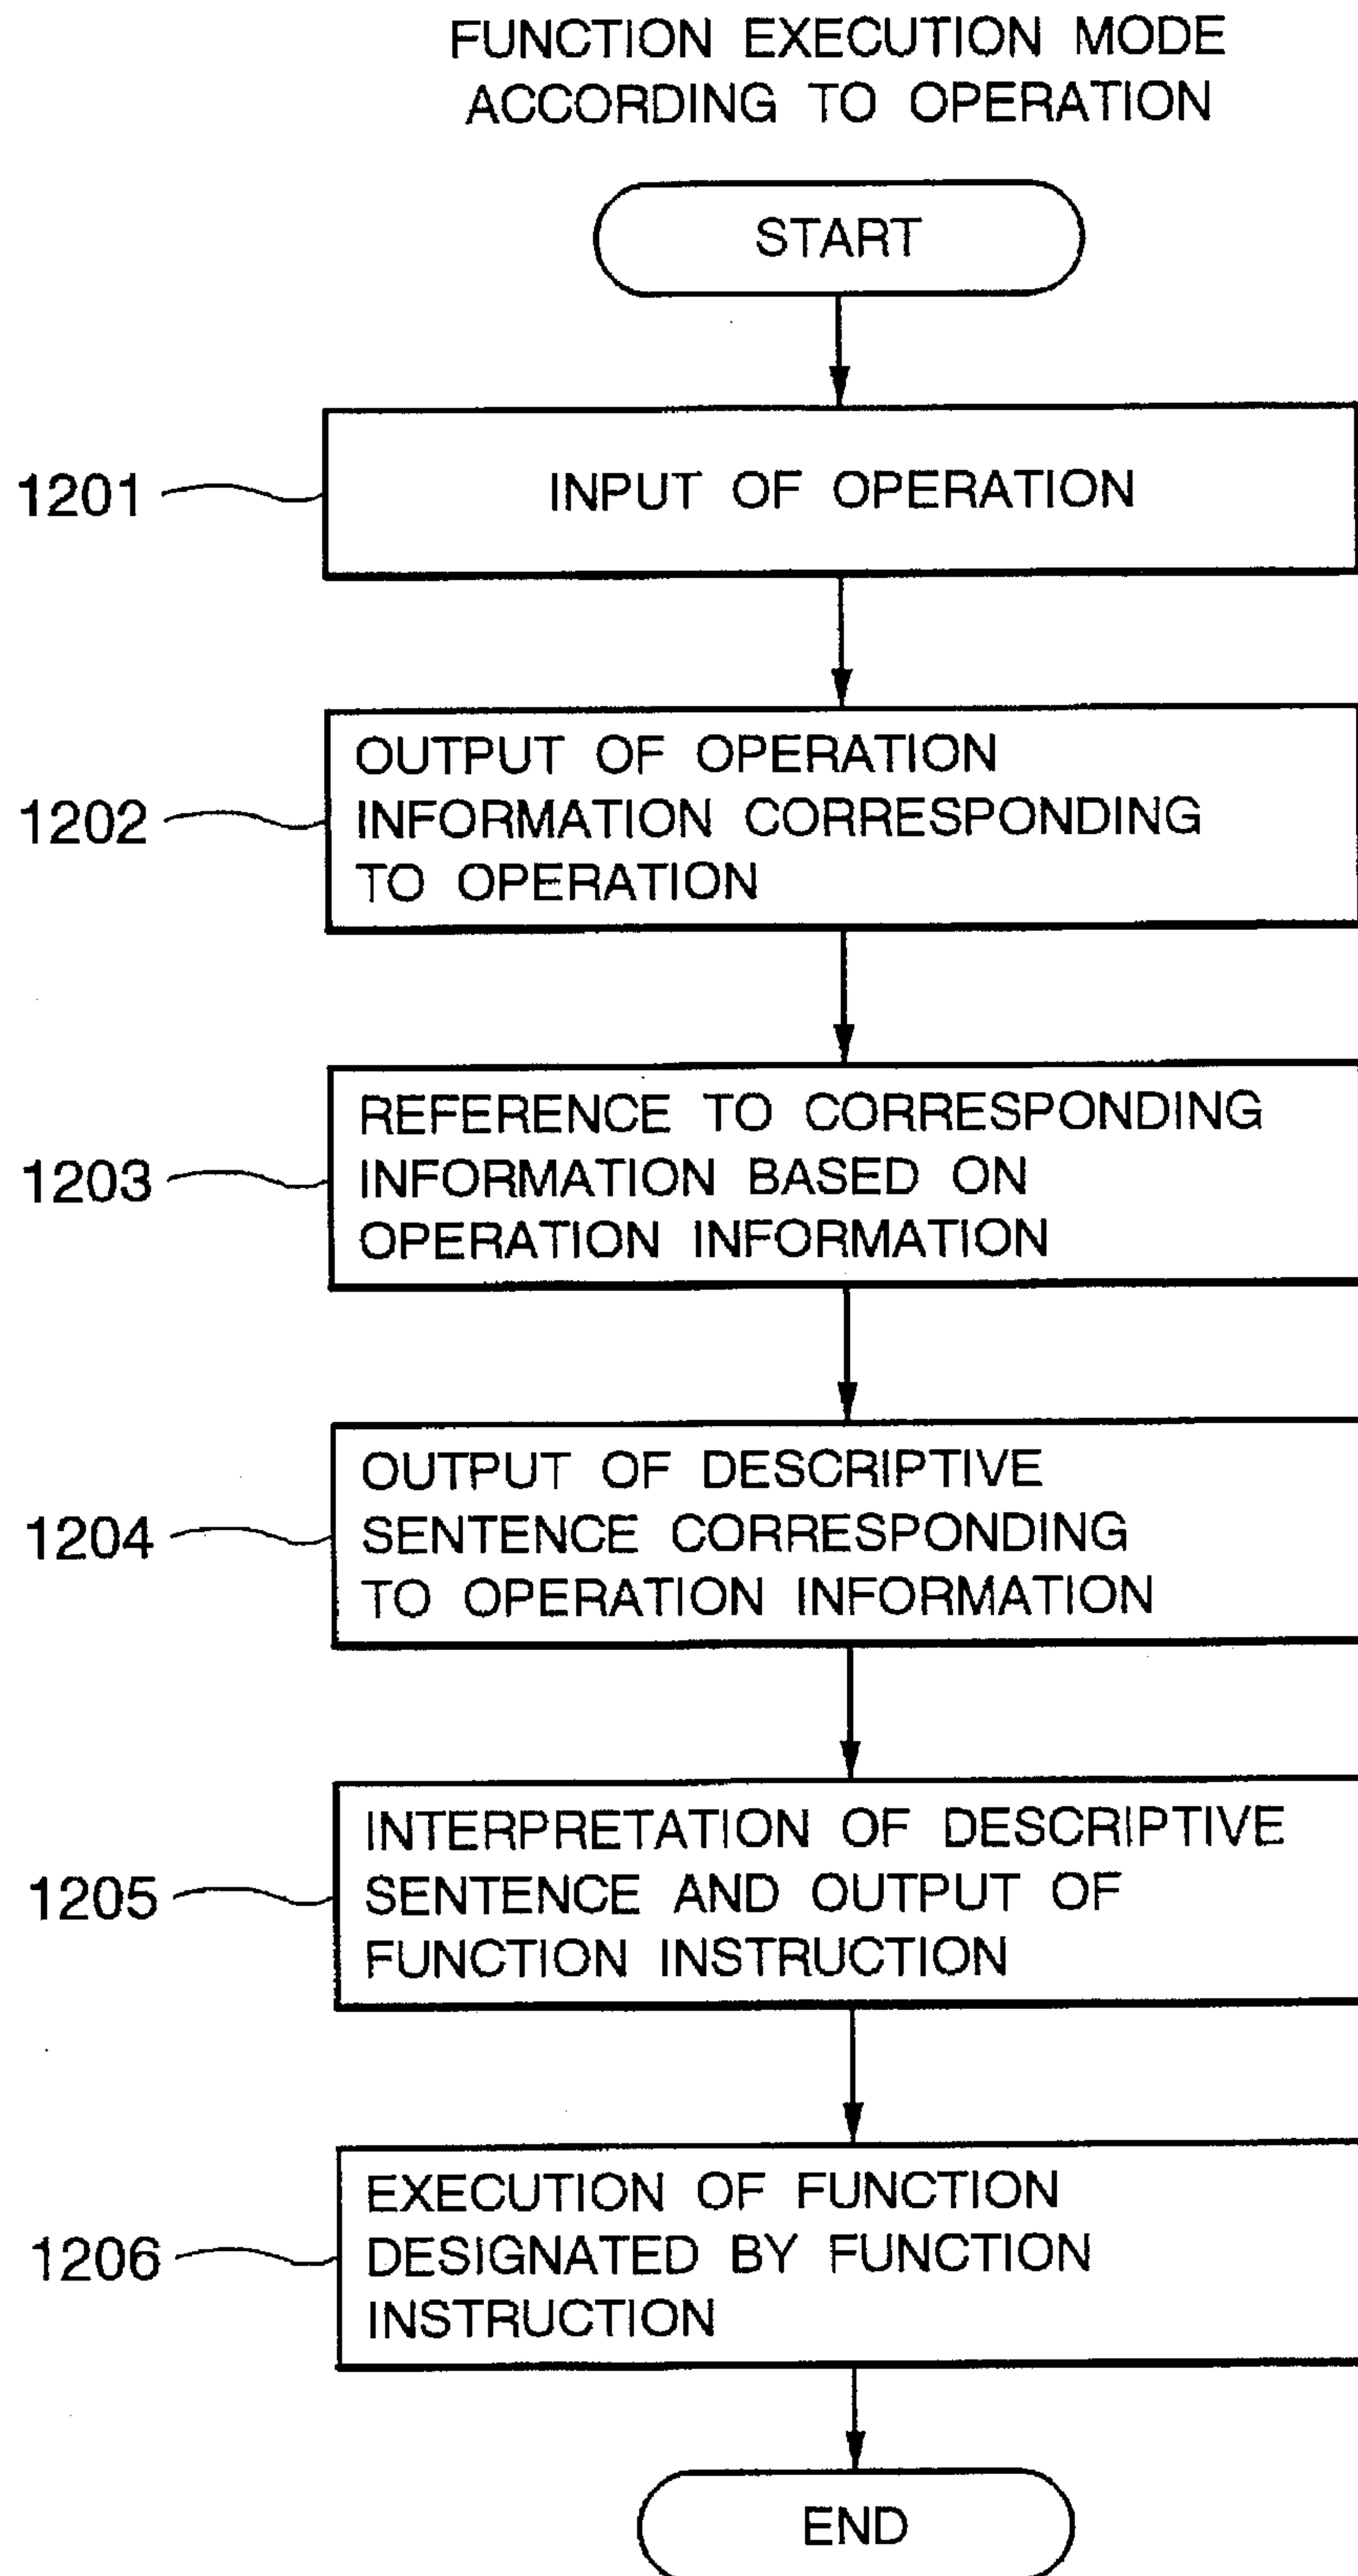 FUNCTION EXECUTION MODE
ACCORDING TO OPERATION
START
1201
INPUT OF OPERATION
1202
OUTPUT OF OPERATION
INFORMATION CORRESPONDING
TO OPERATION
1203
REFERENCE TO CORRESPONDING
INFORMATION BASED ON
OPERATION INFORMATION
1204
OUTPUT OF DESCRIPTIVE
SENTENCE CORRESPONDING
TO OPERATION INFORMATION
1205
INTERPRETATION OF DESCRIPTIVE
SENTENCE AND OUTPUT OF
FUNCTION INSTRUCTION
1206
EXECUTION OF FUNCTION
DESIGNATED BY FUNCTION
INSTRUCTION
END